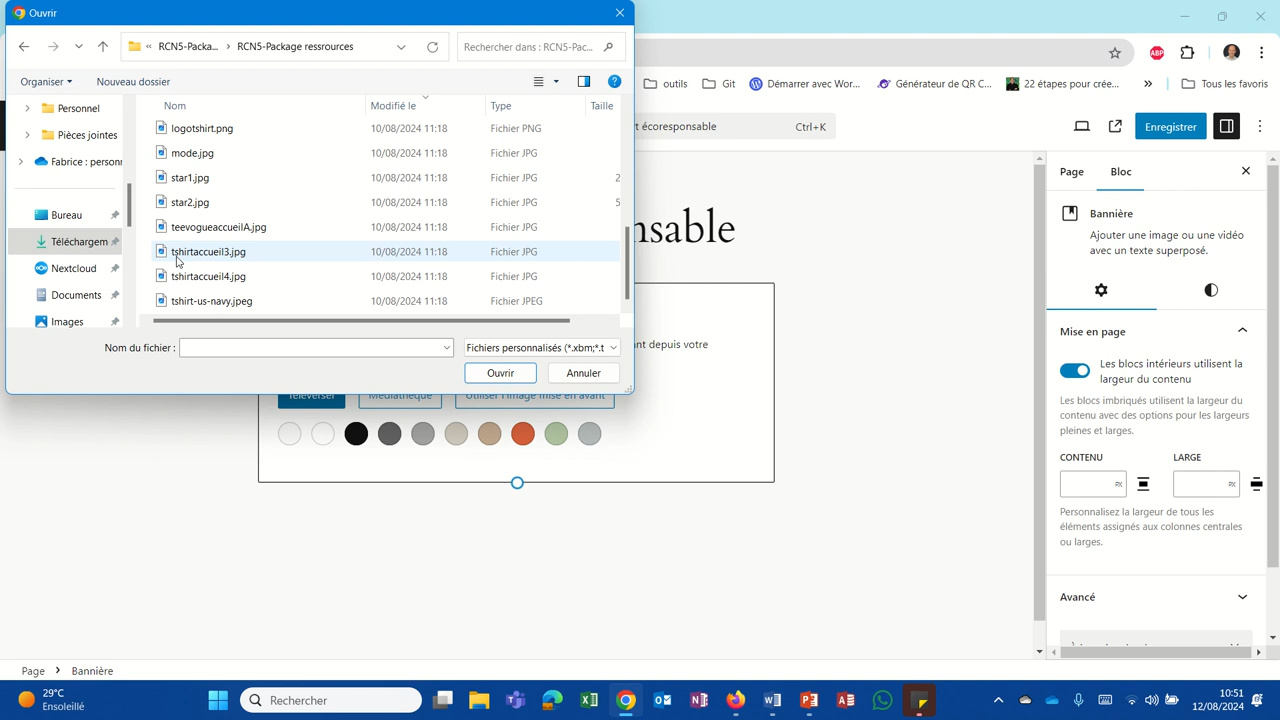 Ouvrir
« RCN5-Packa... > RCN5-Package ressrources
Rechercher dans : RCN5-Pac...
Organiser
Nouveau dossier
Personnel
Pièces jointes
Fabrice : personn
Bureau
Téléchargem
Nextcloud
Documents
Images
Nom
Modifié le
Type
Taille
logotshirt.png 10/08/2024 11:18 Fichier PNG
mode.jpg 10/08/2024 11:18 Fichier JPG
star1.jpg 10/08/2024 11:18 Fichier JPG 2
star2.jpg 10/08/2024 11:18 Fichier JPG 5
teevogueaccueilA.jpg 10/08/2024 11:18 Fichier JPG
tshirtaccueil3.jpg 10/08/2024 11:18 Fichier JPG
tshirtaccueil4.jpg 10/08/2024 11:18 Fichier JPG
tshirt-us-navy.jpeg 10/08/2024 11:18 Fichier JPEG
Nom du fichier :
Fichiers personnalisés (*.xbm;*.t
Ouvrir
Annuler
ABP
outils
Git
Démarrer avec Wor...
Générateur de QR C...
22 étapes pour crée...
»
Tous les favoris
t écoresponsable
Ctrl+K
Enregistrer
nsable
ant depuis votre
Téléverser
Médiathèque
Utiliser l'image mise en avant
Page
Bloc
Bannière
Ajouter une image ou une vidéo
avec un texte superposé.
Mise en page
Les blocs intérieurs utilisent la
largeur du contenu
Les blocs imbriqués utilisent la largeur du
contenu avec des options pour les largeurs
pleines et larges.
CONTENU
LARGE
PX
PX
Personnalisez la largeur de tous les
éléments assignés aux colonnes centrales
ou larges.
Avancé
Page > Bannière
29°C
Ensoleillé
Rechercher
10:51
12/08/2024